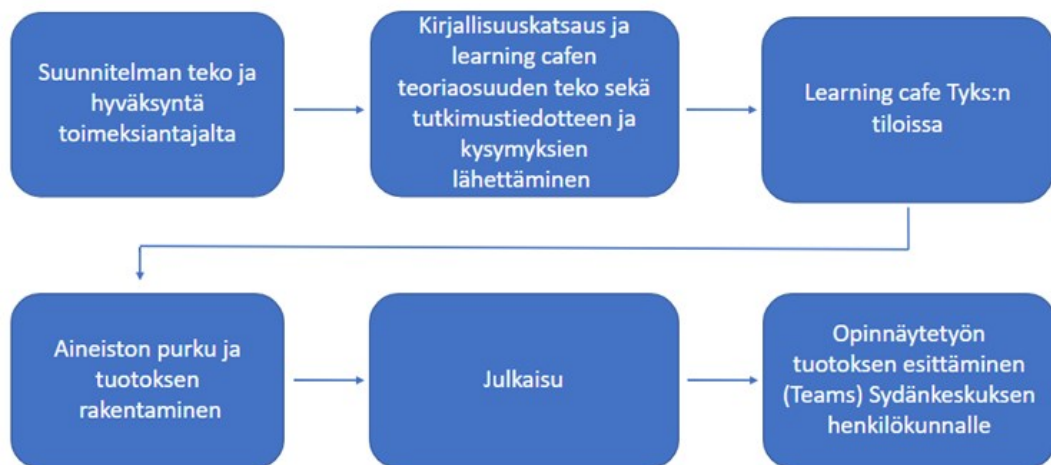 Suunnitelman teko ja
hyväksyntä
toimeksiantajalta
Kirjallisuuskatsaus ja
learning cafen
teoriaosuuden teko sekä
tutkimustiedotteen ja
kysymyksien
lähettäminen
Learning cafe Tyks:n
tiloissa
Aineiston purku ja
tuotoksen
rakentaminen
Julkaisu
Opinnäytetyön
tuotoksen esittäminen
(Teams) Sydänkeskuksen
henkilökunnalle